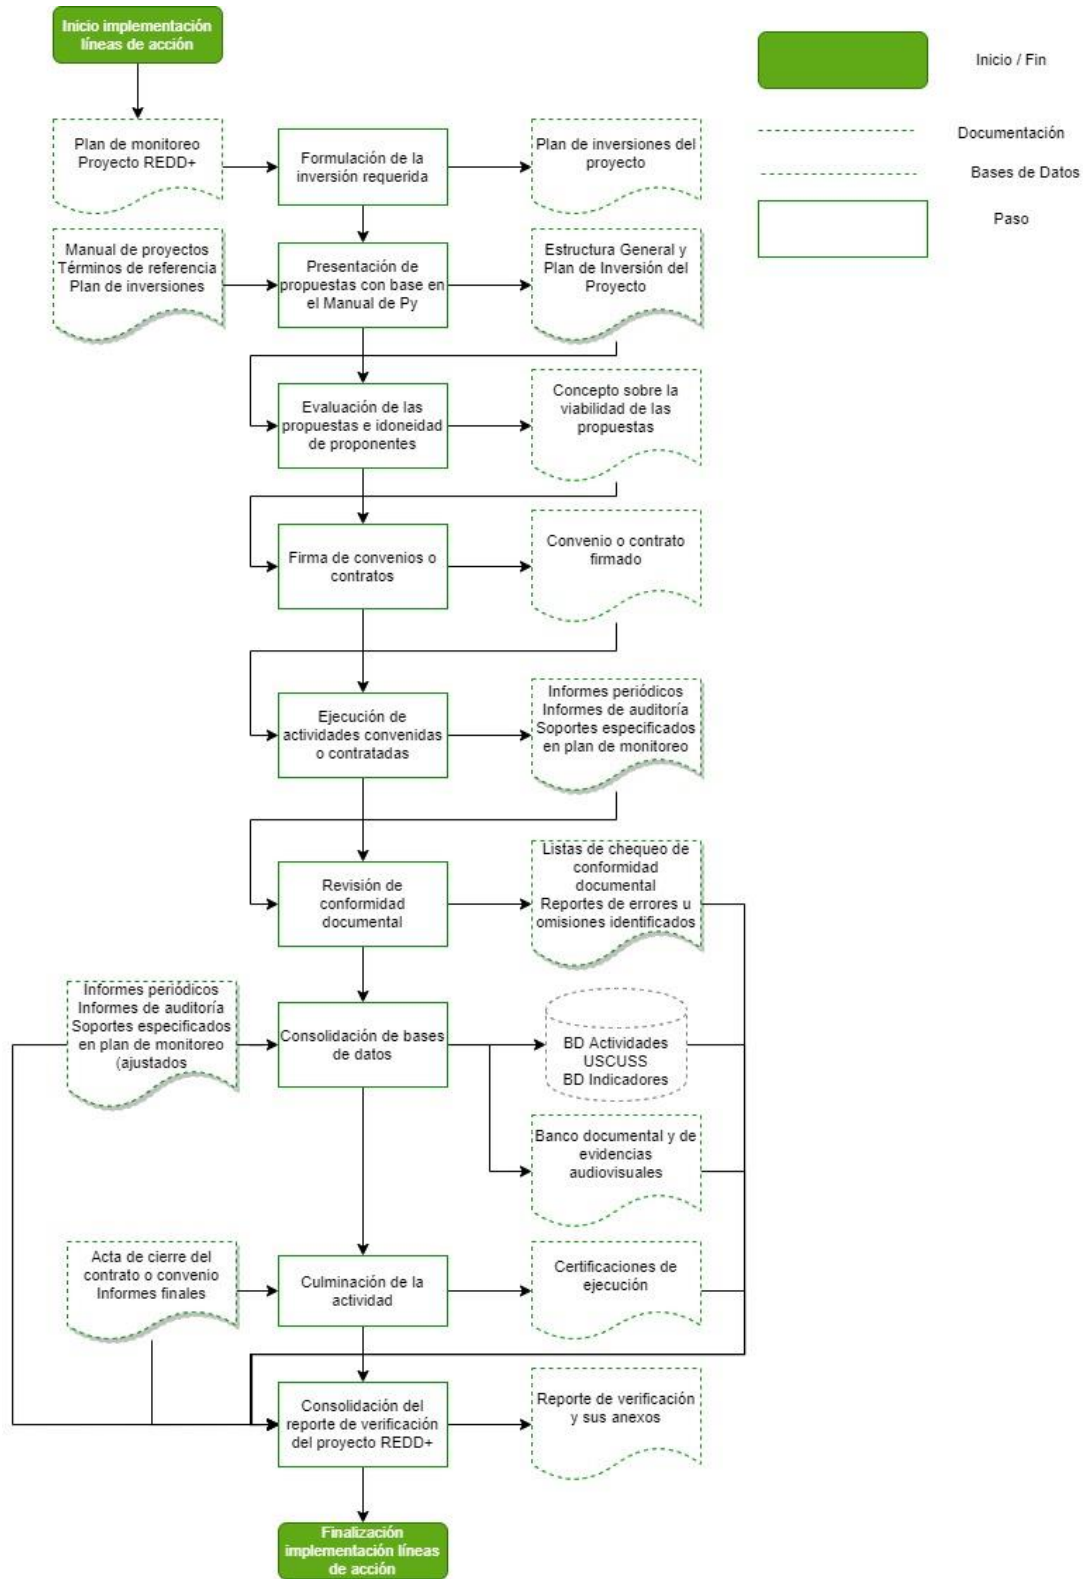 Inicio implementación
líneas de acción
Inicio / Fin
Documentación
Bases de Datos
Paso
Plan de monitoreo
Proyecto REDD+
Formulación de la
inversión requerida
Plan de inversiones del
proyecto
Manual de proyectos
Términos de referencia
Plan de inversiones
Presentación de
propuestas con base en
el Manual de Py
Estructura General y
Plan de Inversión del
Proyecto
Evaluación de las
propuestas e idoneidad
de proponentes
Concepto sobre la
viabilidad de las
propuestas
Firma de convenios o
contratos
Convenio o contrato
firmado
Ejecución de
actividades convenidas
o contratadas
Informes periódicos
Informes de auditoría
Soportes especificados
en plan de monitoreo
Revisión de
conformidad
documental
Listas de chequeo de
conformidad
documental
Reportes de errores u
omisiones identificados
Informes periódicos
Informes de auditoría
Soportes especificados
en plan de monitoreo
(ajustados
Consolidación de bases
de datos
BD Actividades
USCUSS
BD Indicadores
Banco documental y de
evidencias
audiovisuales
Acta de cierre del
contrato o convenio
Informes finales
Culminación de la
actividad
Certificaciones de
ejecución
Consolidación del
reporte de verificación
del proyecto REDD+
Reporte de verificación
y sus anexos
Finalización
implementación líneas
de acción